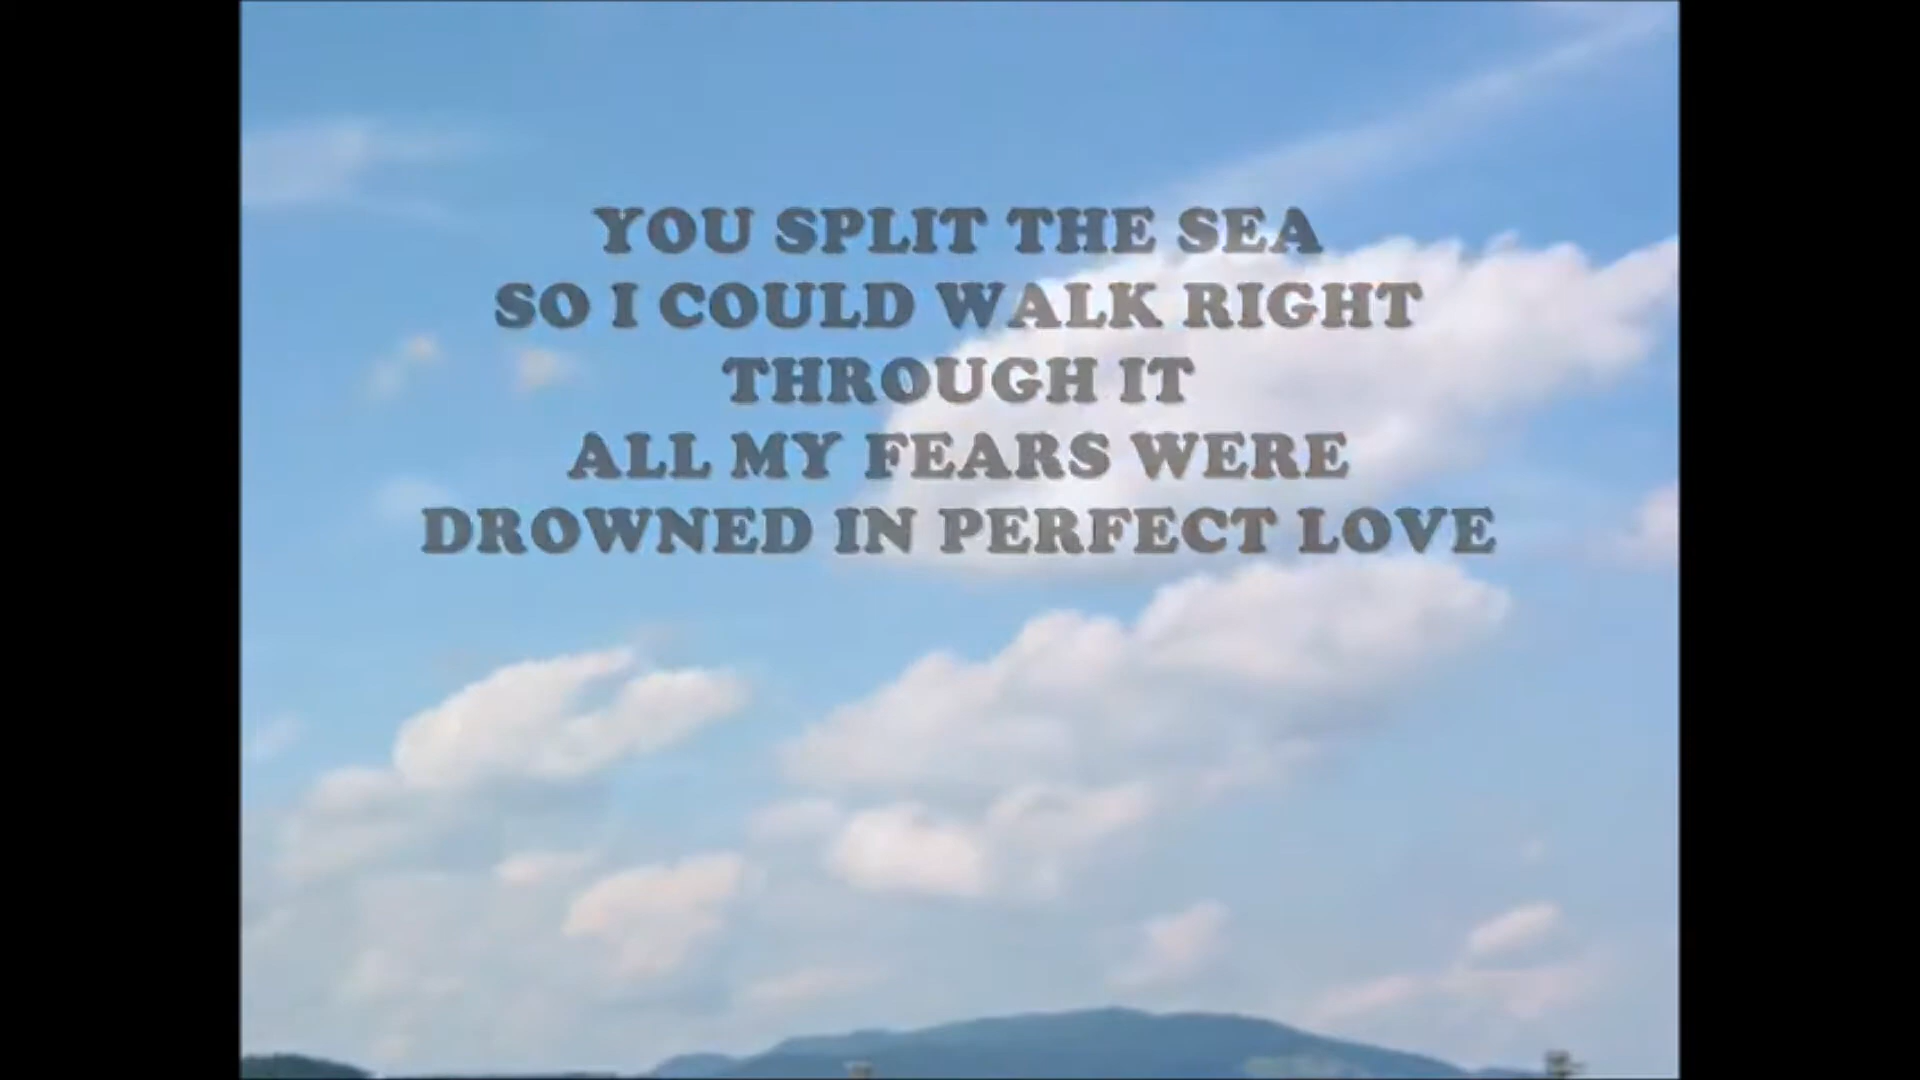 YOU SPLIT THE SEA
SO I COULD WALK RIGHT
THROUGH IT
ALL MY FEARS WERE
DROWNED IN PERFECT LOVE